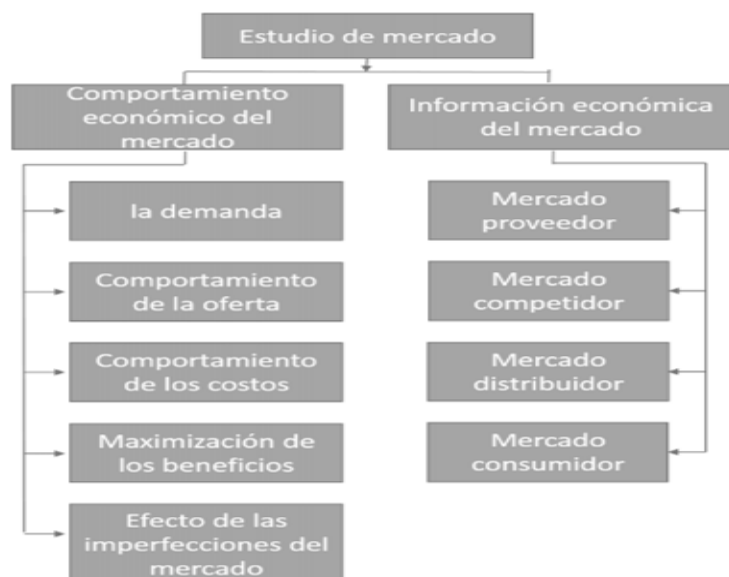 Estudio de mercado
Comportamiento
económico del
mercado
Información económica
del mercado
la demanda
Comportamiento
de la oferta
Comportamiento
de los costos
Maximización de
los beneficios
Efecto de las
imperfecciones del
mercado
Mercado
proveedor
Mercado
competidor
Mercado
distribuidor
Mercado
consumidor